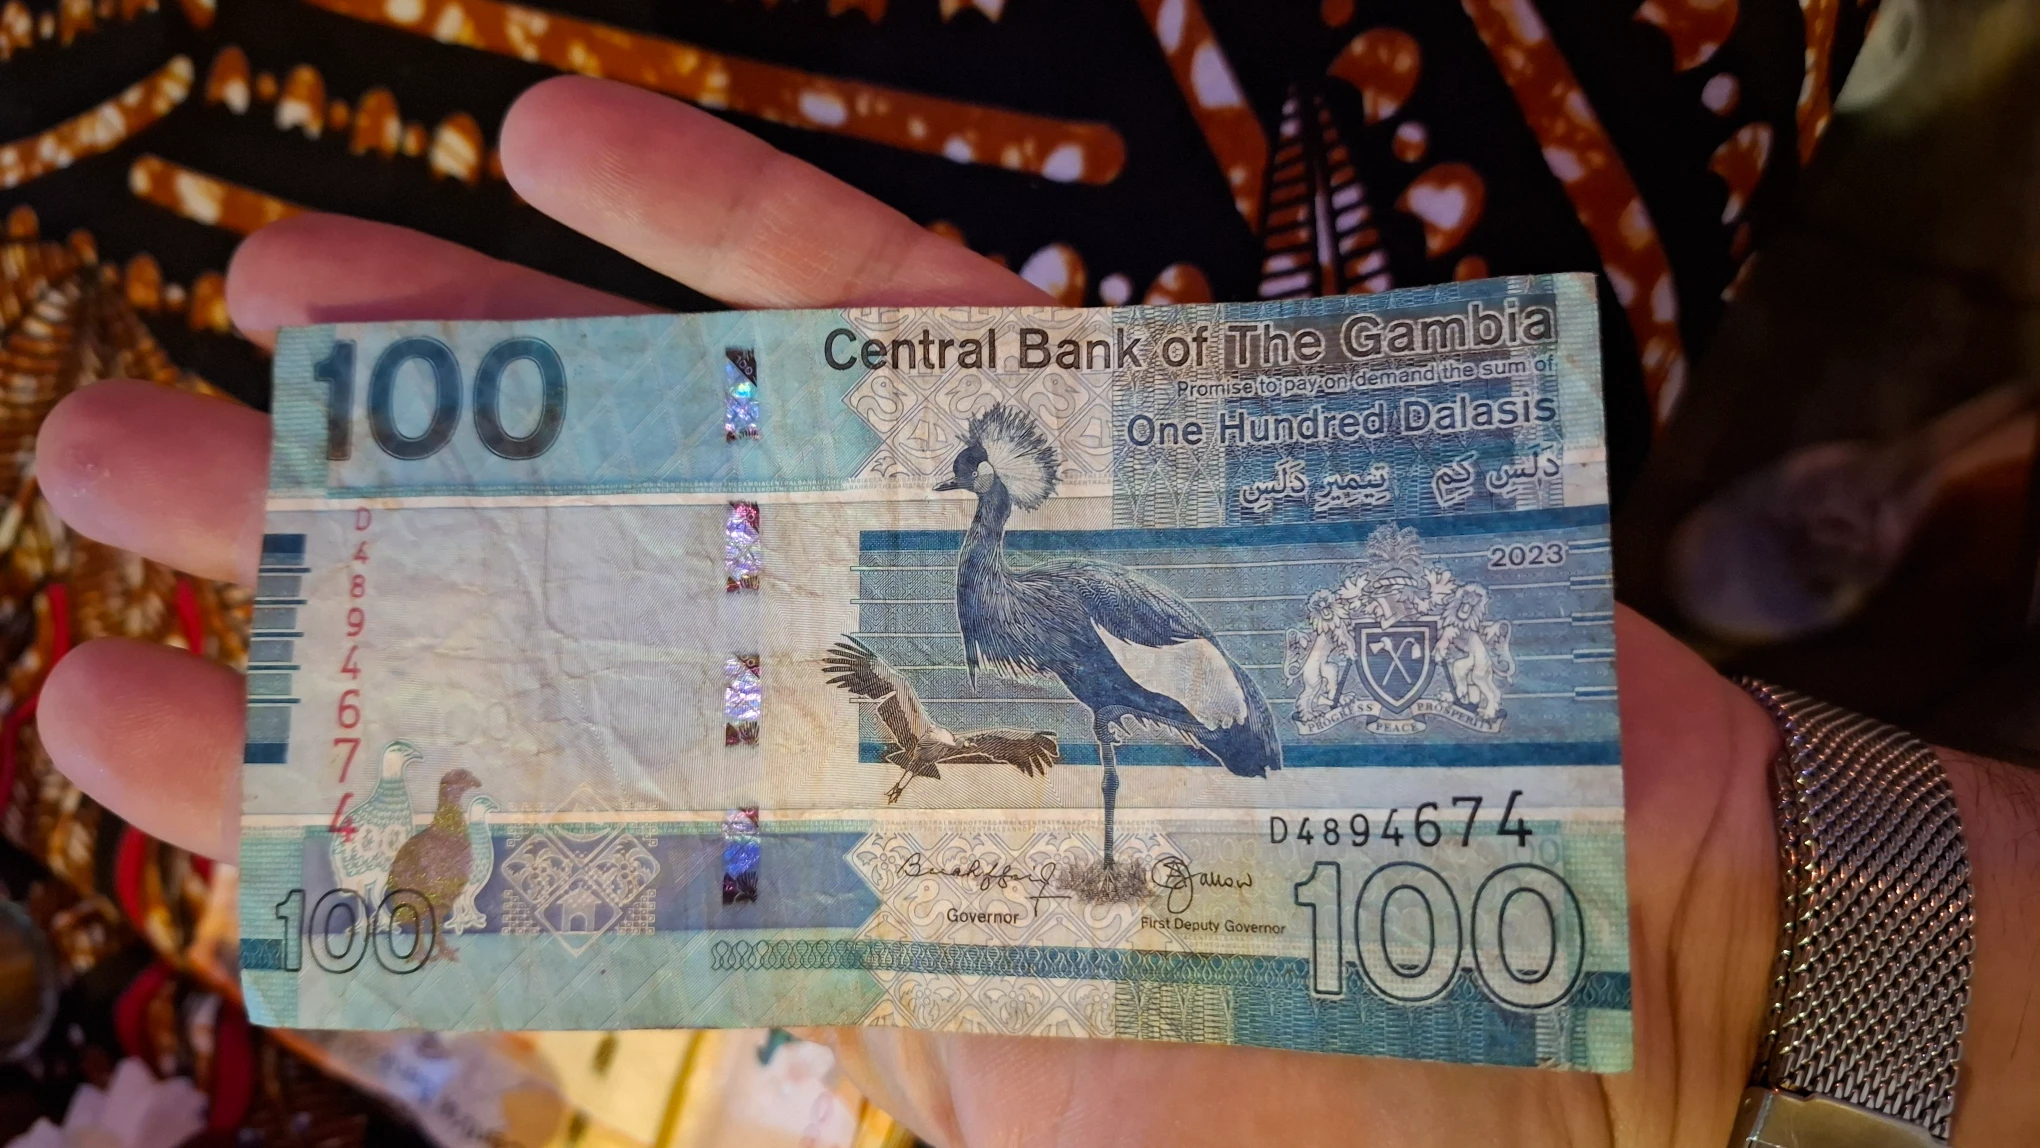 100
Central Bank of The Gambia
Promise to pay on demand the sum of
One Hundred Dalasis
D4894674
2023
PROGRESS PEACE PROSPERITY
D4894674
Governor
First Deputy Governor
100
100